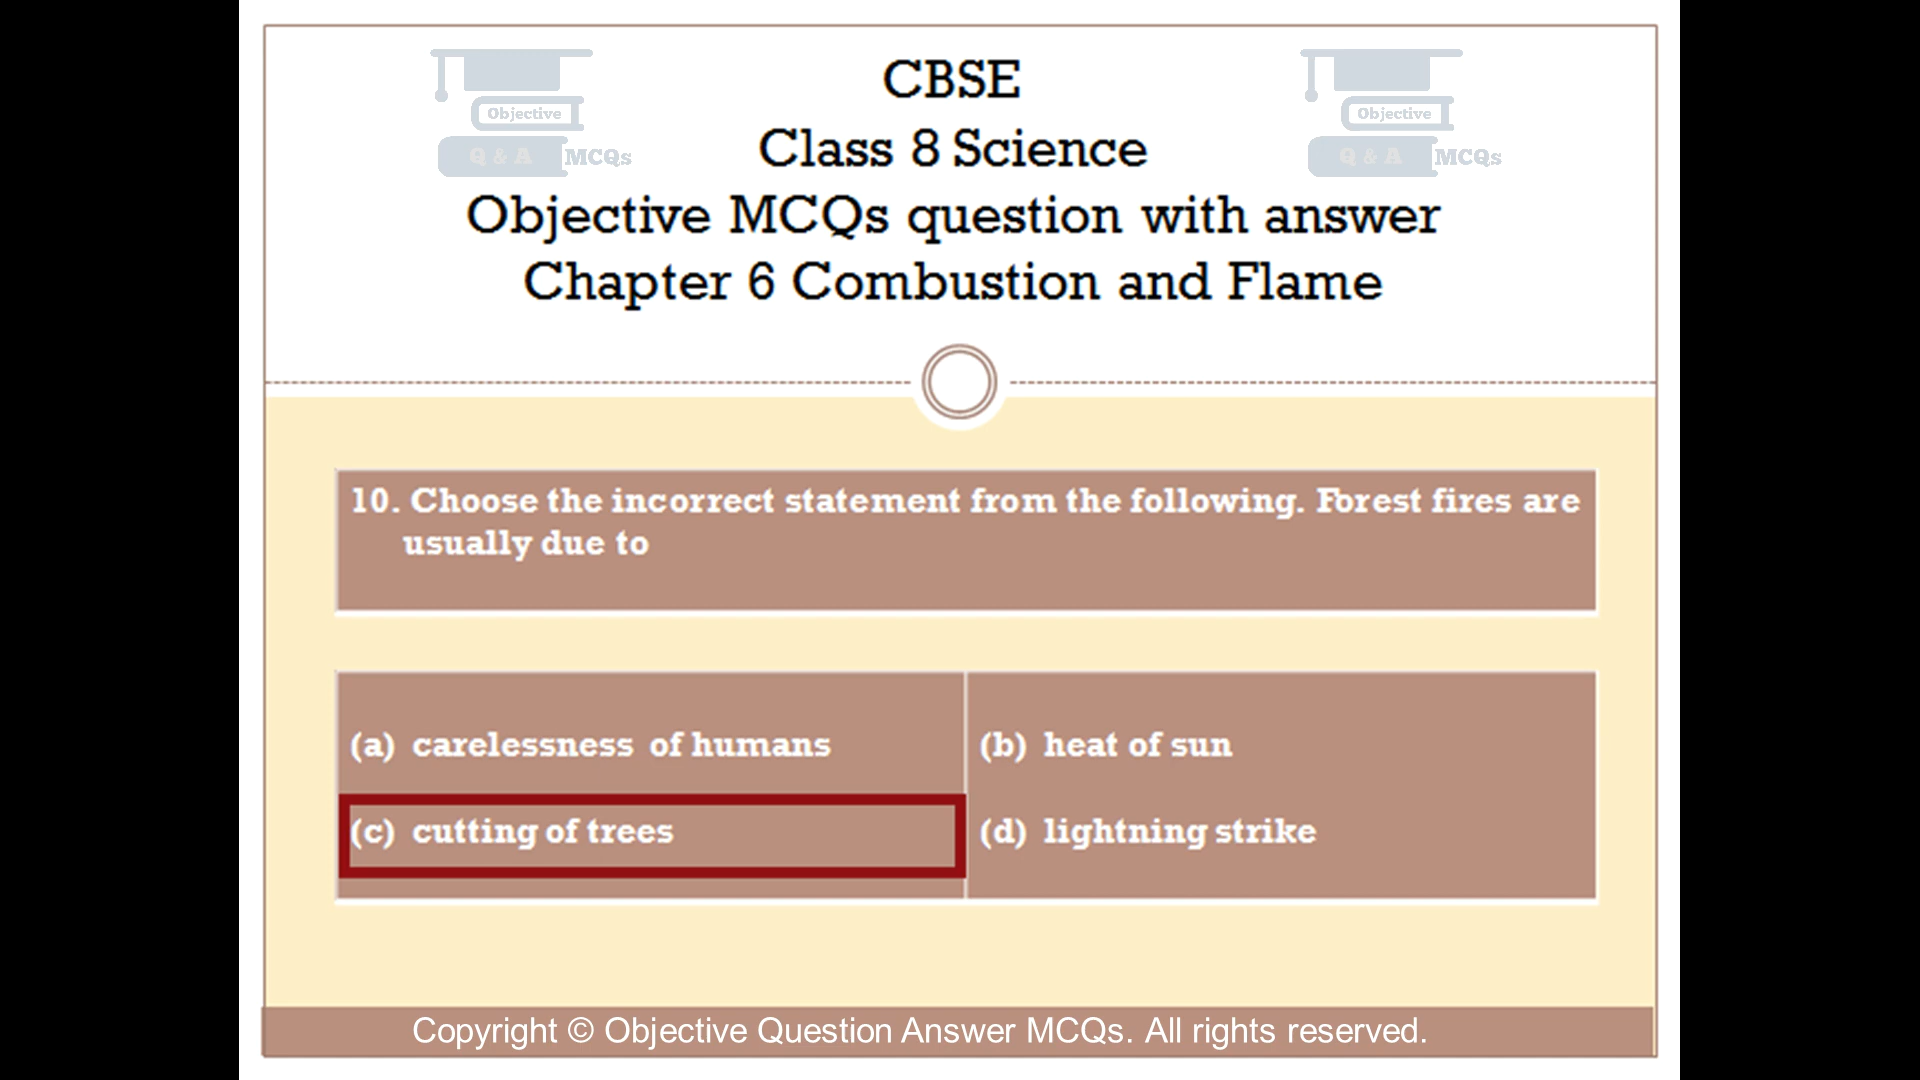 CBSE
Class 8 Science
Objective MCQs question with answer
Chapter 6 Combustion and Flame
Objective
Q & A MCQs
Objective
Q & A MCQs
10. Choose the incorrect statement from the following. Forest fires are
usually due to
(a) carelessness of humans
(b) heat of sun
(c) cutting of trees
(d) lightning strike
Copyright © Objective Question Answer MCQs. All rights reserved.